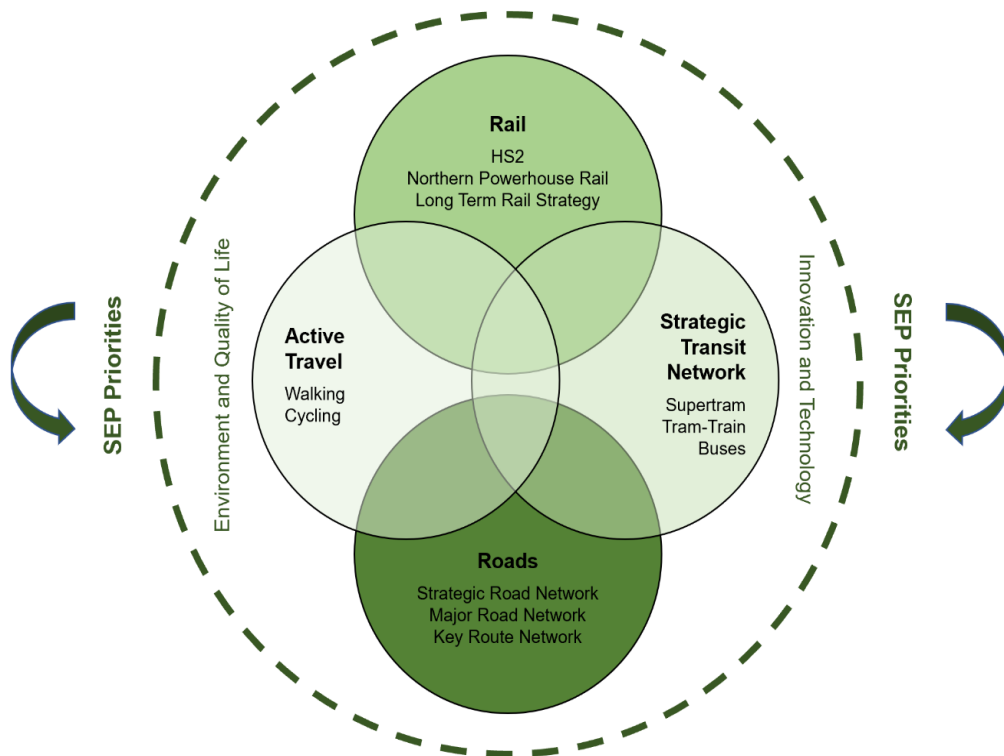 Rail
HS2
Northern Powerhouse Rail
Long Term Rail Strategy
SEP Priorities
Environment and Quality of Life
Active
Travel
Walking
Cycling
Strategic
Transit
Network
Supertram
Tram-Train
Buses
Innovation and Technology
SEP Priorities
Roads
Strategic Road Network
Major Road Network
Key Route Network